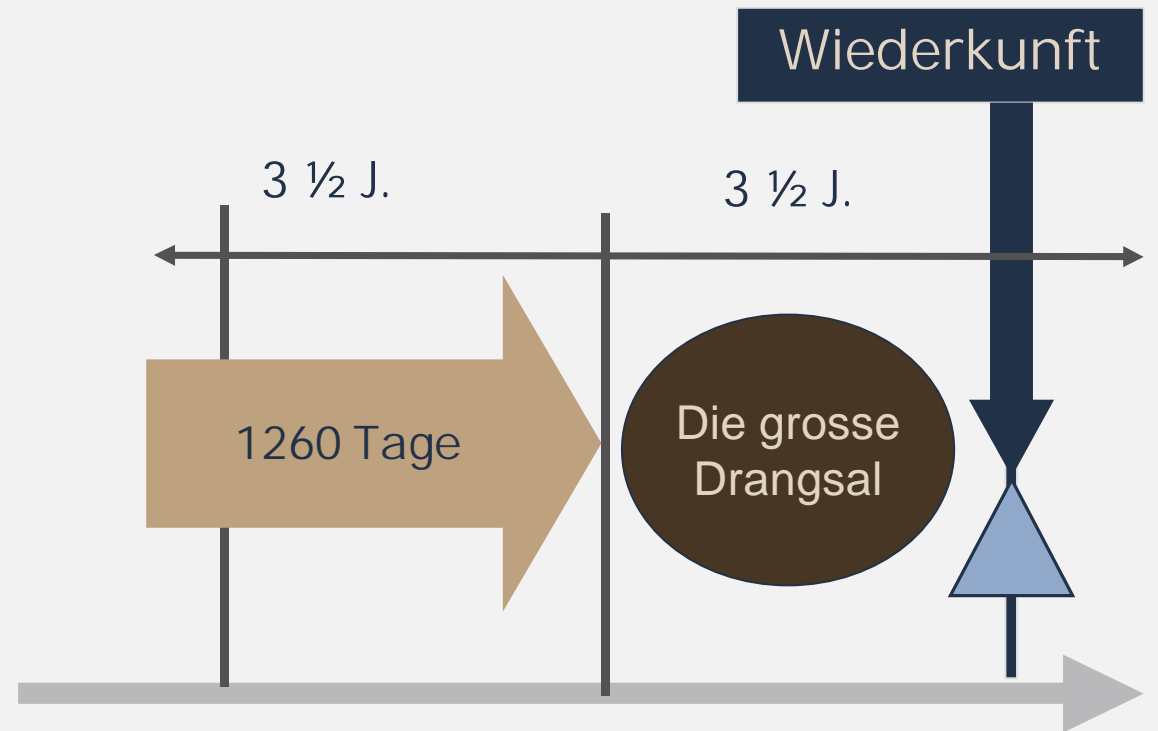 Wiederkunft
3 ½ J.
3 ½ J.
1260 Tage
Die grosse
Drangsal